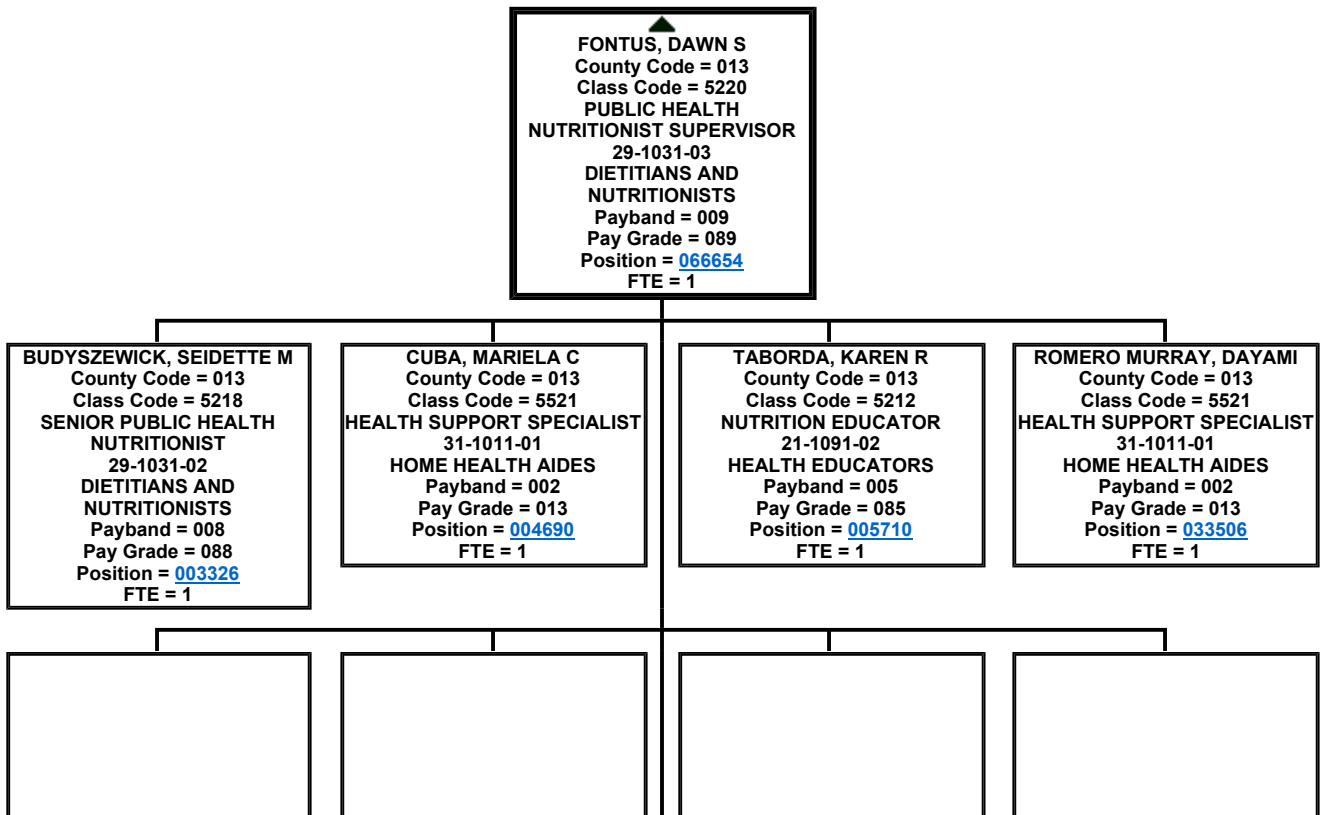 FONTUS, DAWN S
County Code = 013
Class Code = 5220
PUBLIC HEALTH
NUTRITIONIST SUPERVISOR
29-1031-03
DIETITIANS AND
NUTRITIONISTS
Payband = 009
Pay Grade = 089
Position = 066654
FTE = 1
BUDYSZEWICK, SEIDETTE M
County Code = 013
Class Code = 5218
SENIOR PUBLIC HEALTH
NUTRITIONIST
29-1031-02
DIETITIANS AND
NUTRITIONISTS
Payband = 008
Pay Grade = 088
Position = 003326
FTE = 1
CUBA, MARIELA C
County Code = 013
Class Code = 5521
HEALTH SUPPORT SPECIALIST
31-1011-01
HOME HEALTH AIDES
Payband = 002
Pay Grade = 013
Position = 004690
FTE = 1
TABORDA, KAREN R
County Code = 013
Class Code = 5212
NUTRITION EDUCATOR
21-1091-02
HEALTH EDUCATORS
Payband = 005
Pay Grade = 085
Position = 005710
FTE = 1
ROMERO MURRAY, DAYAMI
County Code = 013
Class Code = 5521
HEALTH SUPPORT SPECIALIST
31-1011-01
HOME HEALTH AIDES
Payband = 002
Pay Grade = 013
Position = 033506
FTE = 1